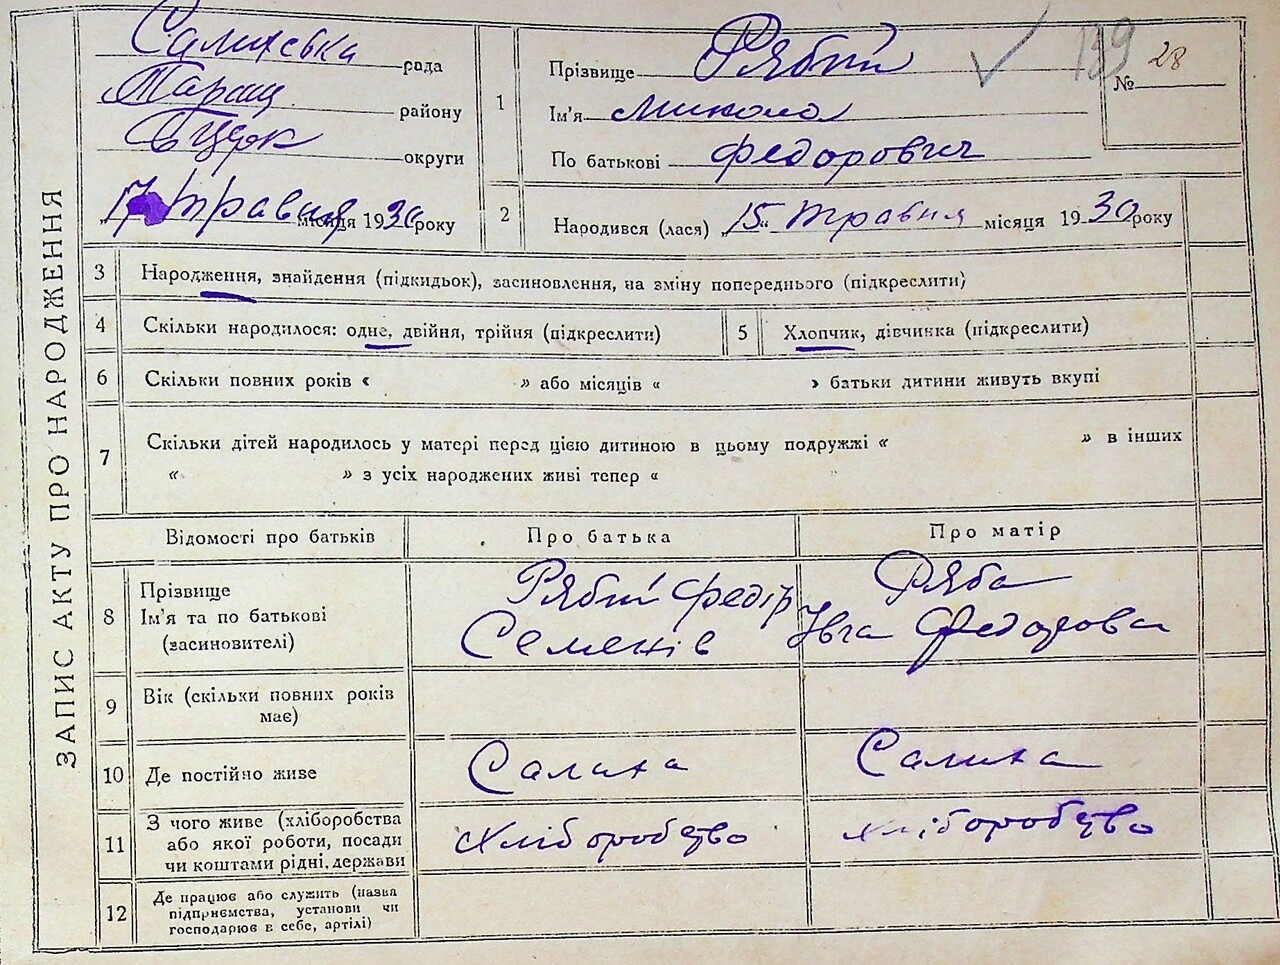 ЗАПИС АКТУ ПРО НАРОДЖЕННЯ
Салихська рада
Таращ району
Б Церк округи
„17" травня місяця 1930 року
1
Прізвище Рябий
Ім'я Микола
По батькові Федорович
139
№ 28
2
Народився (лася) „15" травня місяця 1930 року
3 Народження, знайдення (підкидьок), засиновлення, на зміну попереднього (підкреслити)
4 Скільки народилося: одне, двійня, трійня (підкреслити)
5 Хлопчик, дівчинка (підкреслити)
6 Скільки повних років « » або місяців « » батьки дитини живуть вкупі
7 Скільки дітей народилось у матері перед цією дитиною в цьому подружжі « » в інших
« » з усіх народжених живі тепер «
Відомості про батьків Про батька Про матір
8 Прізвище
Ім'я та по батькові
(засиновителі)
Рябий Федір
Семенів
Ряба
Ївга Федорова
9 Вік (скільки повних років
має)
10 Де постійно живе Салиха Салиха
11 З чого живе (хліборобства
або якої роботи, посади
чи коштами рідні, держави
хліборобство хліборобство
12 Де працює або служить (назва
підприємства, установи чи
господарює в себе, артілі)